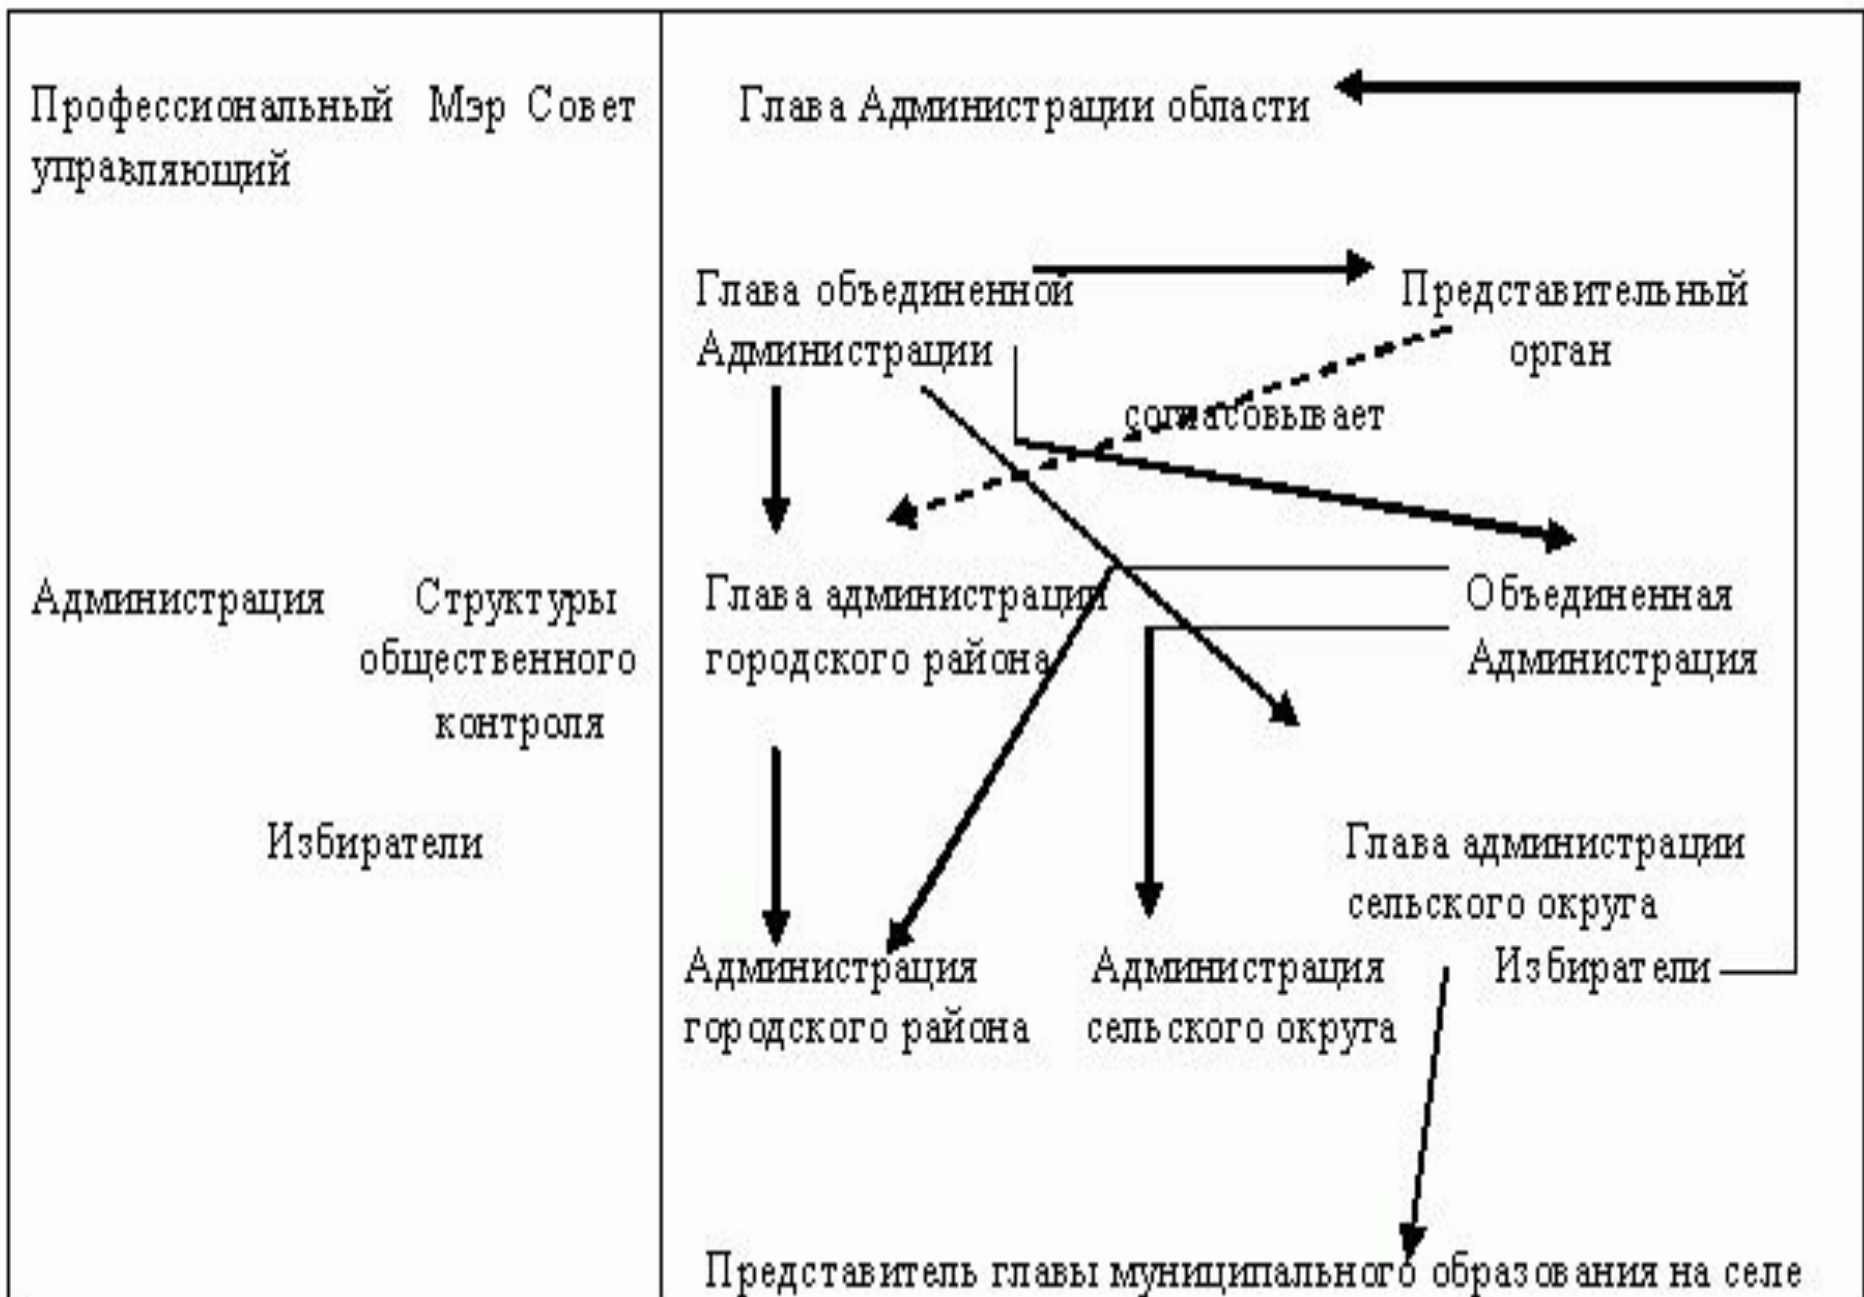 Профессиональный Мэр Совет
управляющий
Администрация Структуры
общественного
контроля
Избиратели
Глава Администрации области
Глава объединенной
Администрации
Представительный
орган
согласовывает
Глава администрации
городского района
Объединенная
Администрация
Глава администрации
сельского округа
Администрация
городского района
Администрация
сельского округа
Избиратели
Представитель главы муниципального образования на селе